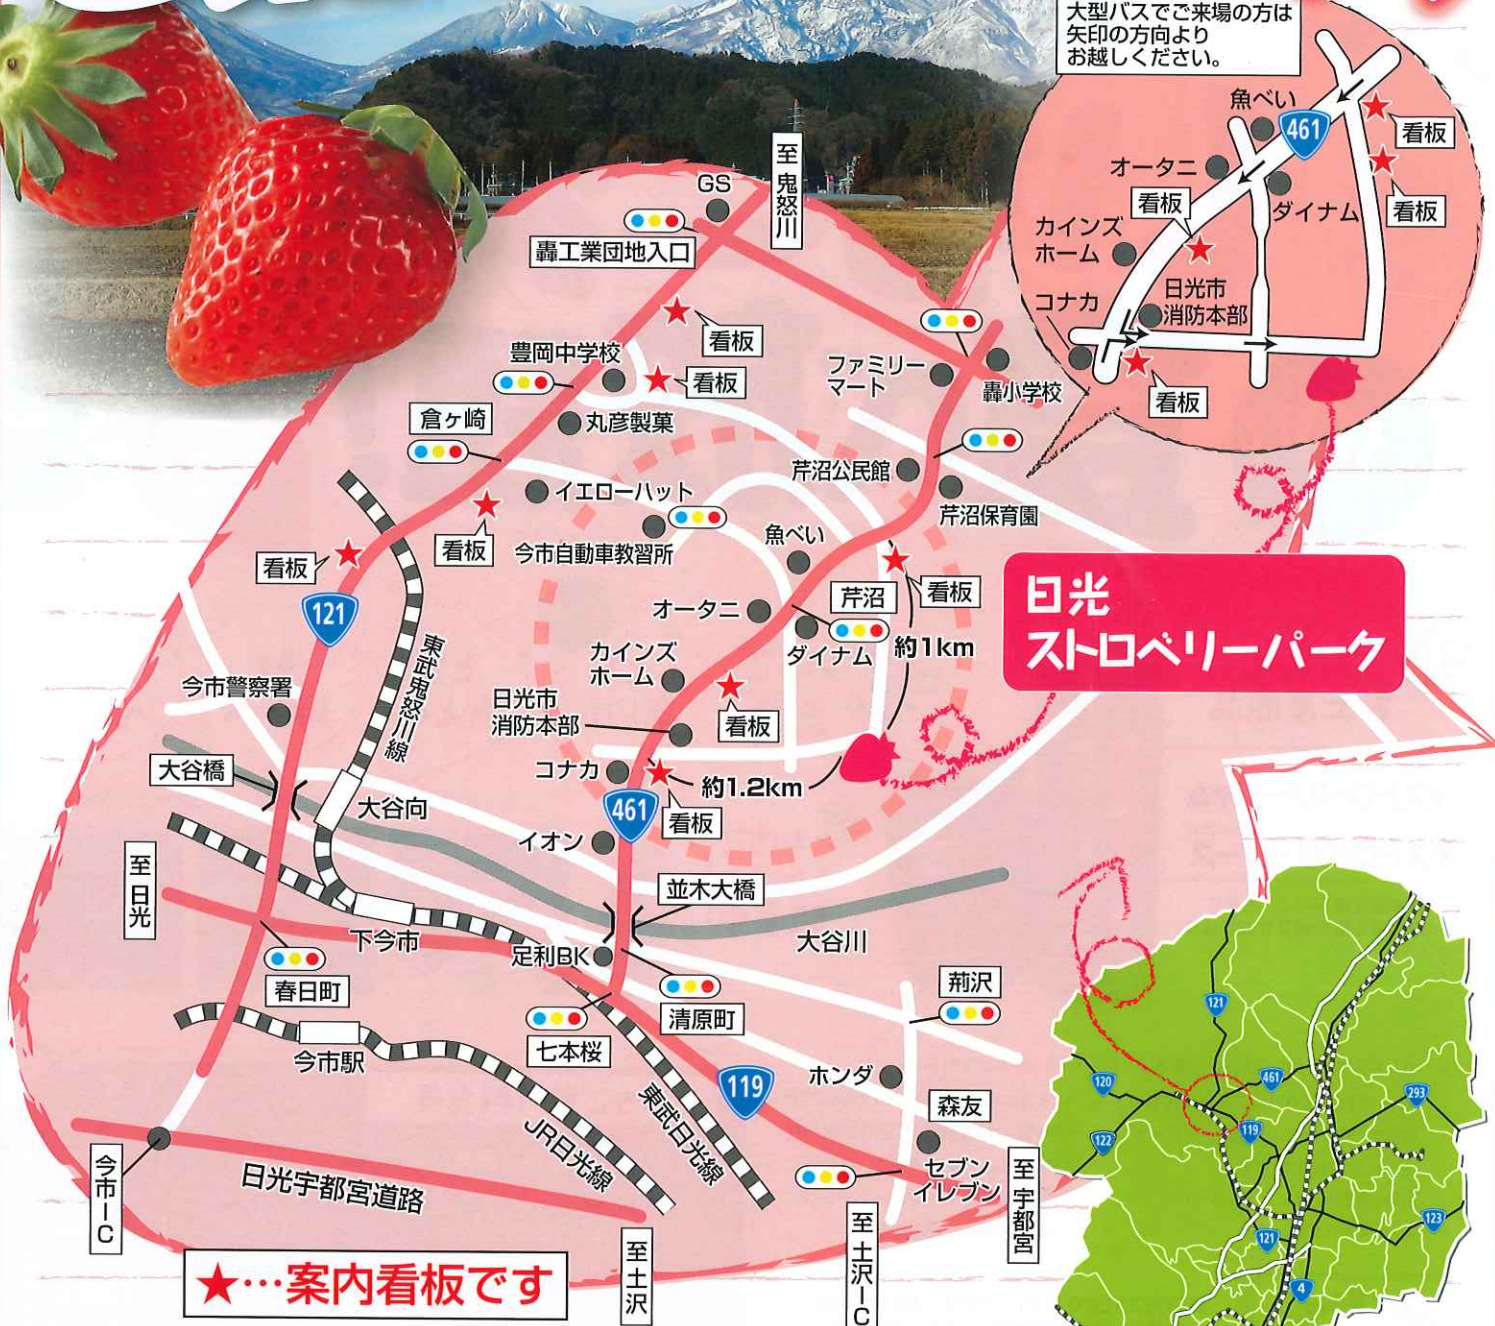 大型バスでご来場の方は
矢印の方向より
お越しください。
魚べい
461
看板
オータニ
看板
ダイナム
看板
カインズ
ホーム
コナカ
日光市
消防本部
看板
至鬼怒川
GS
轟工業団地入口
看板
豊岡中学校
看板
ファミリー
マート
轟小学校
倉ヶ崎
丸彦製菓
芹沼公民館
イエローハット
芹沼保育園
看板
今市自動車教習所
魚べい
看板
看板
芹沼
121
オータニ
ダイナム
約1km
日光
ストロベリーパーク
東武鬼怒川線
カインズ
ホーム
今市警察署
日光市
消防本部
看板
大谷橋
コナカ
約1.2km
大谷向
461
看板
イオン
至日光
並木大橋
下今市
足利BK
大谷川
春日町
荊沢
清原町
七本桜
今市駅
119
ホンダ
森友
東武日光線
JR日光線
セブン
イレブン
今市IC
日光宇都宮道路
至宇都宮
至土沢
至土沢IC
★…案内看板です
121
120
461
293
119
122
123
121
4